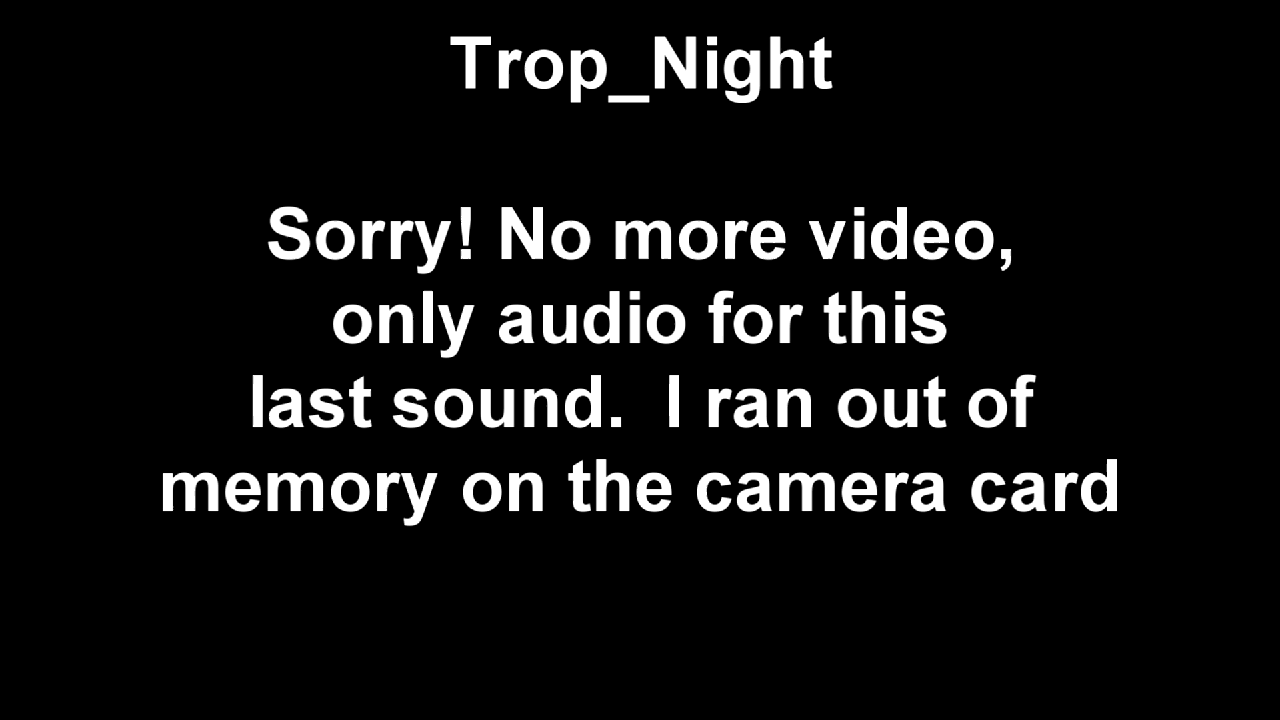 Trop_Night
Sorry! No more video,
only audio for this
last sound.  I ran out of
memory on the camera card